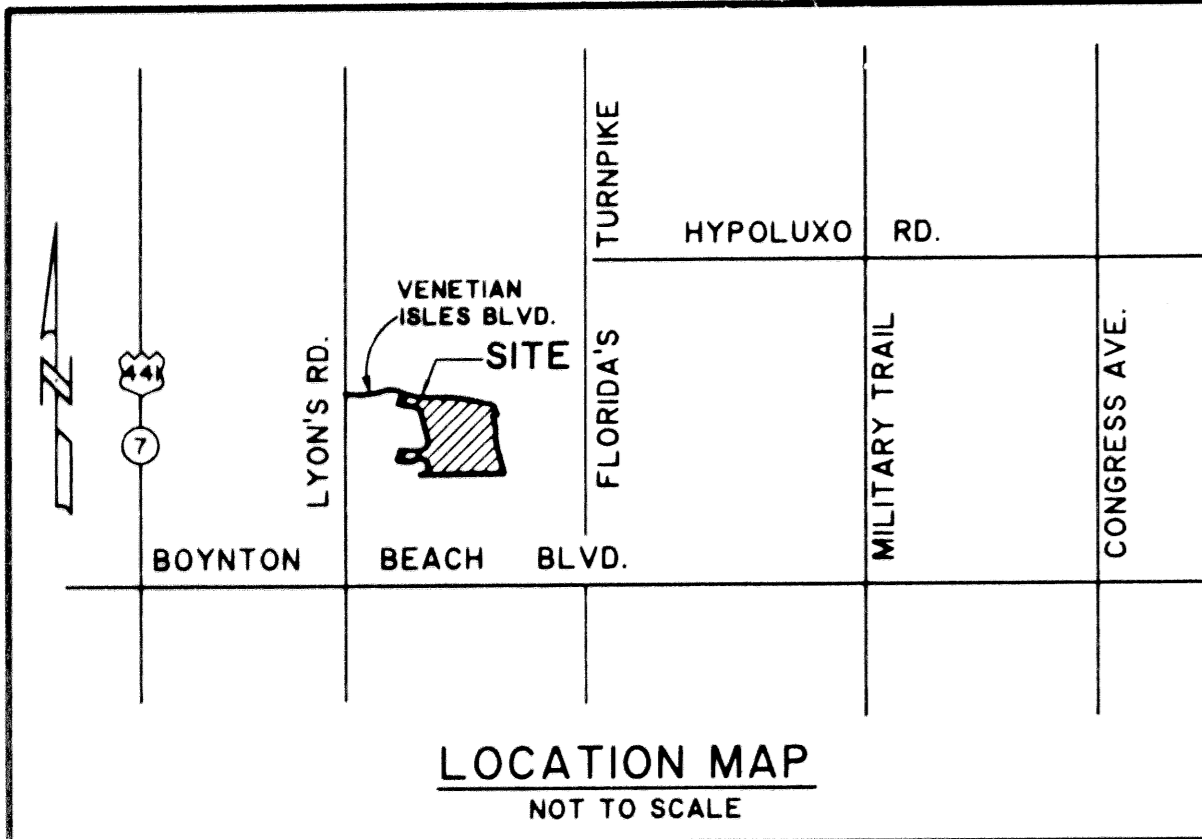 TURNPIKE
HYPOLUXO RD.
VENETIAN
ISLES BLVD.
SITE
441
7
LYON'S RD.
FLORIDA'S
MILITARY TRAIL
CONGRESS AVE.
N
BOYNTON BEACH BLVD.
LOCATION MAP
NOT TO SCALE